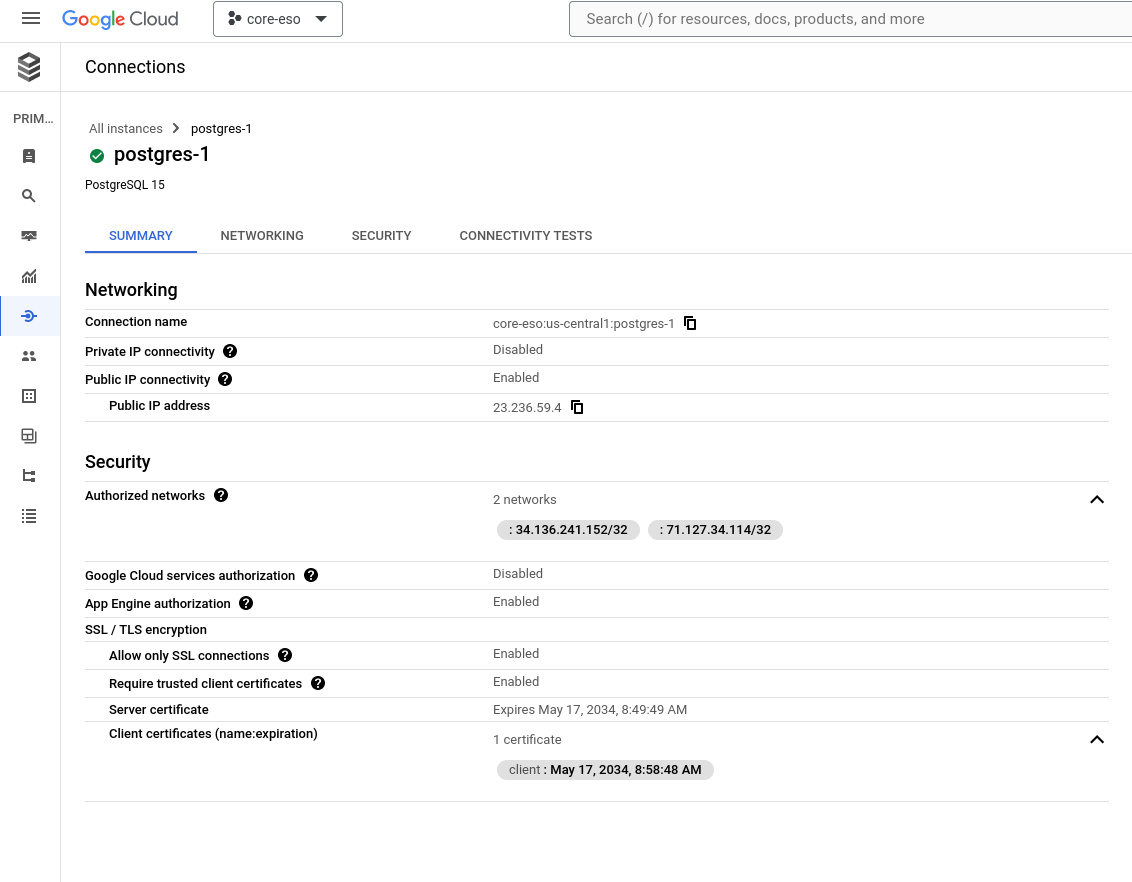 Google Cloud
core-eso
Search (/) for resources, docs, products, and more
Connections
PRIM...
All instances > postgres-1
postgres-1
PostgreSQL 15
SUMMARY NETWORKING SECURITY CONNECTIVITY TESTS
Networking
Connection name core-eso:us-central1:postgres-1
Private IP connectivity ? Disabled
Public IP connectivity ? Enabled
Public IP address 23.236.59.4
Security
Authorized networks ? 2 networks
: 34.136.241.152/32 : 71.127.34.114/32
Google Cloud services authorization ? Disabled
App Engine authorization ? Enabled
SSL / TLS encryption
Allow only SSL connections ? Enabled
Require trusted client certificates ? Enabled
Server certificate Expires May 17, 2034, 8:49:49 AM
Client certificates (name:expiration) 1 certificate
client : May 17, 2034, 8:58:48 AM